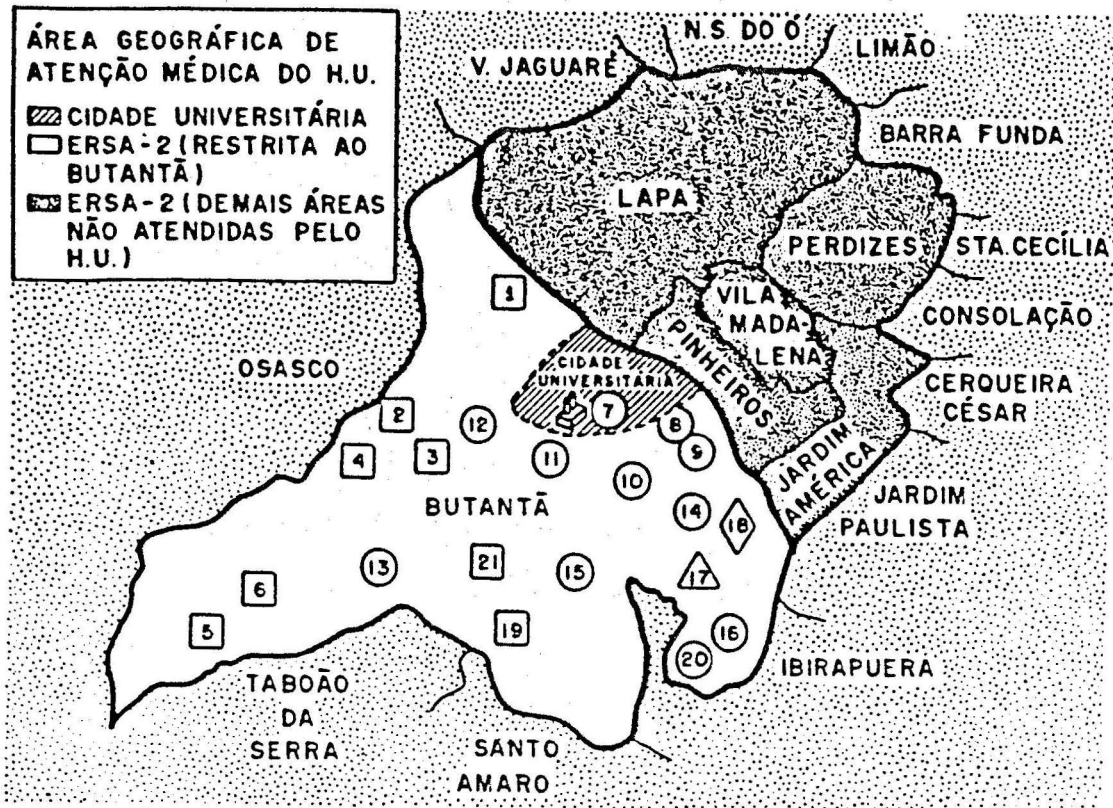 ÁREA GEOGRÁFICA DE
ATENÇÃO MÉDICA DO H.U.
CIDADE UNIVERSITÁRIA
ERSA-2 (RESTRITA AO
BUTANTÃ)
ERSA-2 (DEMAIS ÁREAS
NÃO ATENDIDAS PELO
H.U.)
N.S. DO Ó
LIMÃO
V. JAGUARÉ
BARRA FUNDA
LAPA
PERDIZES
STA. CECÍLIA
VILA
MADA-
LENA
CONSOLAÇÃO
PINHEIROS
OSASCO
CIDADE
UNIVERSITÁRIA
CERQUEIRA
CÉSAR
JARDIM
AMÉRICA
JARDIM
PAULISTA
BUTANTÃ
1
2
7
12
8
4
3
11
9
10
14
18
13
21
15
17
6
5
19
16
20
IBIRAPUERA
TABOÃO
DA
SERRA
SANTO
AMARO